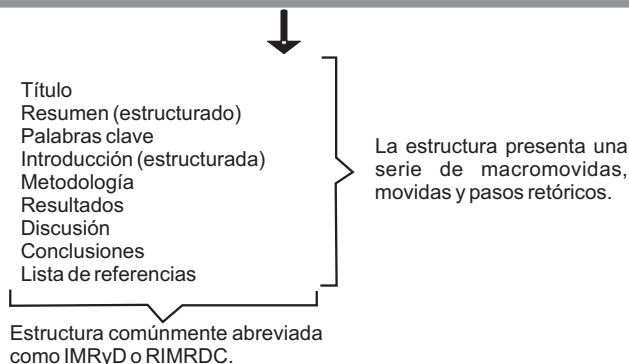 Título
Resumen (estructurado)
Palabras clave
Introducción (estructurada)
Metodología
Resultados
Discusión
Conclusiones
Lista de referencias
La estructura presenta una
serie de macromovidas,
movidas y pasos retóricos.
Estructura comúnmente abreviada
como IMRyD o RIMRDC.